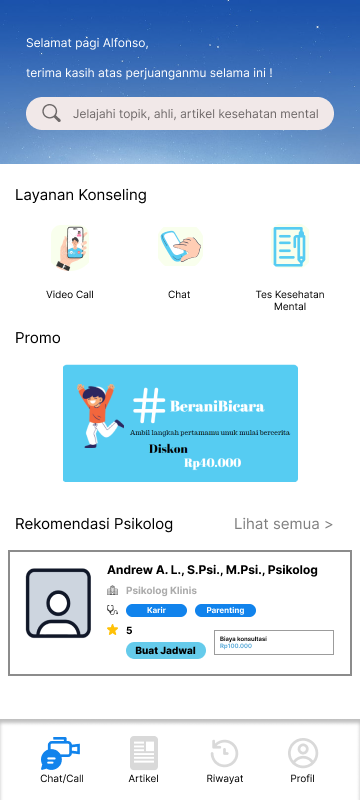 Selamat pagi Alfonso,
terima kasih atas perjuanganmu selama ini !
Jelajahi topik, ahli, artikel kesehatan mental
Layanan Konseling
Video Call
Chat
Tes Kesehatan
Mental
Promo
#BeraniBicara
Ambil langkah pertamamu unuk mulai bercerita
Diskon
Rp40.000
Rekomendasi Psikolog
Lihat semua >
Andrew A. L., S.Psi., M.Psi., Psikolog
Psikolog Klinis
Karir
Parenting
5
Biaya konsultasi
Rp100.000
Buat Jadwal
Chat/Call
Artikel
Riwayat
Profil